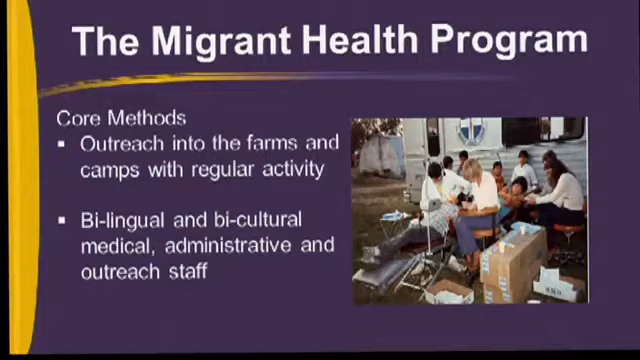 The Migrant Health Program
Core Methods
▪ Outreach into the farms and
camps with regular activity
▪ Bi-lingual and bi-cultural
medical, administrative and
outreach staff